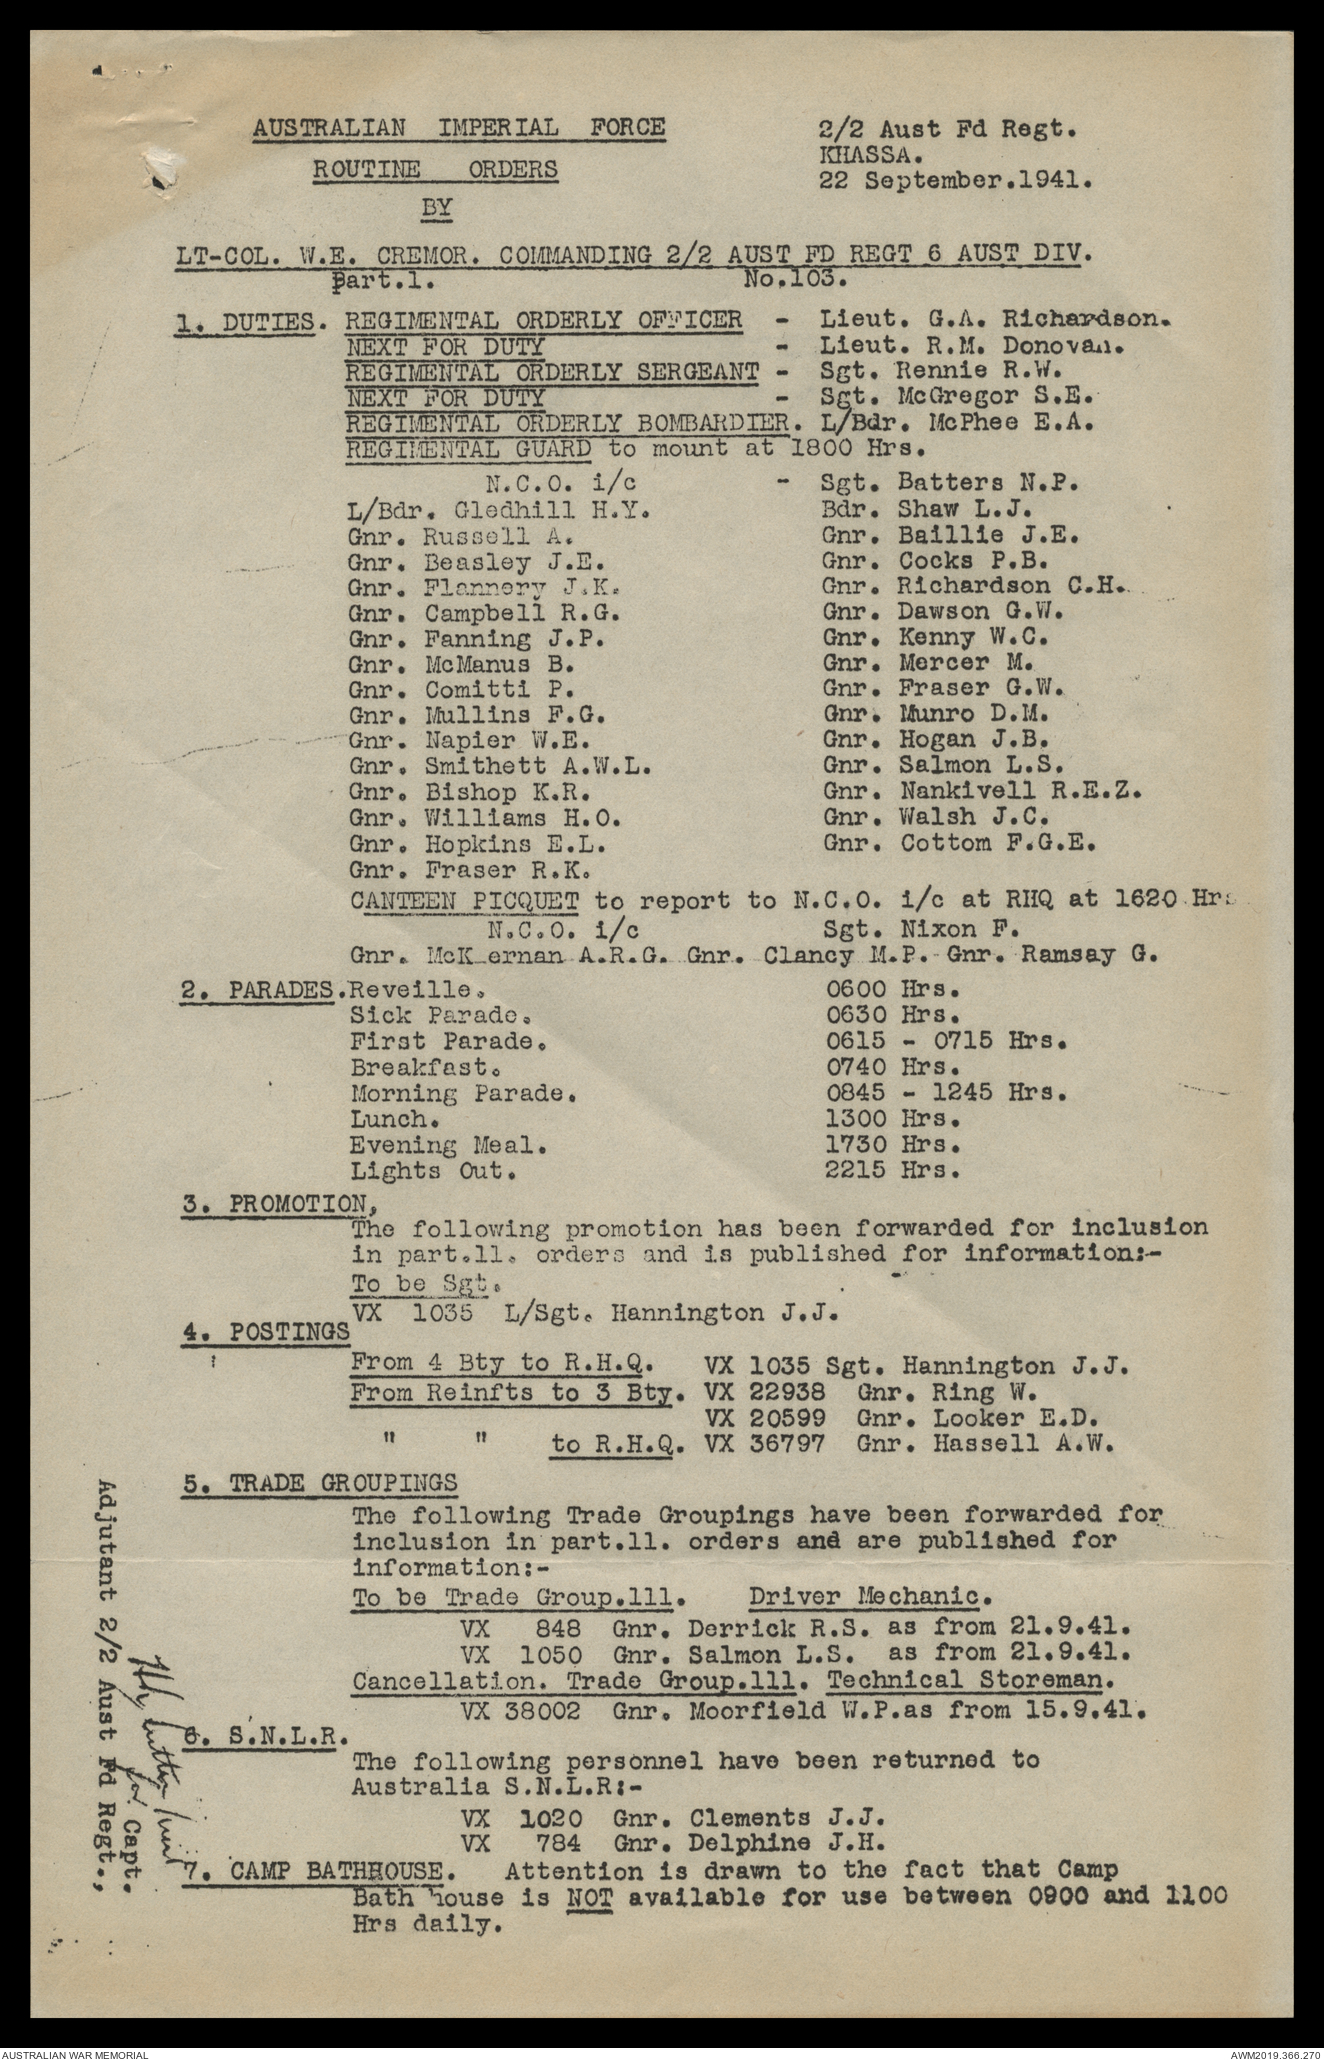 AUSTRALIAN IMPERIAL FORCE 2/2 Aust Fd Regt.
KHASSA.
ROUTINE ORDERS 22 September.1941.
BY
LT-COL. W.E. CREMOR. COMMANDING 2/2 AUST FD REGT 6 AUST DIV.
Part.1. No.103.
1. DUTIES. REGIMENTAL ORDERLY OFFICER - Lieut. G.A. Richardson.
NEXT FOR DUTY - Lieut. R.M. Donovan.
REGIMENTAL ORDERLY SERGEANT - Sgt. Rennie R.W.
NEXT FOR DUTY - Sgt. McGregor S.E.
REGIMENTAL ORDERLY BOMBARDIER. L/Bdr. McPhee E.A.
REGIMENTAL GUARD to mount at 1800 Hrs.
N.C.O. i/c - Sgt. Batters N.P.
L/Bdr. Gledhill H.Y. Bdr. Shaw L.J.
Gnr. Russell A. Gnr. Baillie J.E.
Gnr. Beasley J.E. Gnr. Cocks P.B.
Gnr. Flannery J.K. Gnr. Richardson C.H.
Gnr. Campbell R.G. Gnr. Dawson G.W.
Gnr. Fanning J.P. Gnr. Kenny W.C.
Gnr. McManus B. Gnr. Mercer M.
Gnr. Comitti P. Gnr. Fraser G.W.
Gnr. Mullins F.G. Gnr. Munro D.M.
Gnr. Napier W.E. Gnr. Hogan J.B.
Gnr. Smithett A.W.L. Gnr. Salmon L.S.
Gnr. Bishop K.R. Gnr. Nankivell R.E.Z.
Gnr. Williams H.O. Gnr. Walsh J.C.
Gnr. Hopkins E.L. Gnr. Cottom F.G.E.
Gnr. Fraser R.K.
CANTEEN PICQUET to report to N.C.O. i/c at RHQ at 1620 Hrs
N.C.O. i/c Sgt. Nixon F.
Gnr. McK ernan A.R.G. Gnr. Clancy M.P. Gnr. Ramsay G.
2. PARADES. Reveille. 0600 Hrs.
Sick Parade. 0630 Hrs.
First Parade. 0615 - 0715 Hrs.
Breakfast. 0740 Hrs.
Morning Parade. 0845 - 1245 Hrs.
Lunch. 1300 Hrs.
Evening Meal. 1730 Hrs.
Lights Out. 2215 Hrs.
3. PROMOTION,
The following promotion has been forwarded for inclusion
in part.11. orders and is published for information:-
To be Sgt.
VX 1035 L/Sgt. Hannington J.J.
4. POSTINGS
From 4 Bty to R.H.Q. VX 1035 Sgt. Hannington J.J.
From Reinfts to 3 Bty. VX 22938 Gnr. Ring W.
VX 20599 Gnr. Looker E.D.
" " to R.H.Q. VX 36797 Gnr. Hassell A.W.
5. TRADE GROUPINGS
The following Trade Groupings have been forwarded for
inclusion in part.11. orders and are published for
information:-
To be Trade Group.111. Driver Mechanic.
VX 848 Gnr. Derrick R.S. as from 21.9.41.
VX 1050 Gnr. Salmon L.S. as from 21.9.41.
Cancellation. Trade Group.111. Technical Storeman.
VX 38002 Gnr. Moorfield W.P.as from 15.9.41.
6. S.N.L.R.
The following personnel have been returned to
Australia S.N.L.R:-
VX 1020 Gnr. Clements J.J.
VX 784 Gnr. Delphine J.H.
7. CAMP BATHHOUSE. Attention is drawn to the fact that Camp
Bath house is NOT available for use between 0900 and 1100
Hrs daily.
for Capt.
Adjutant 2/2 Aust Fd Regt.,
AUSTRALIAN WAR MEMORIAL AWM2019.366.270